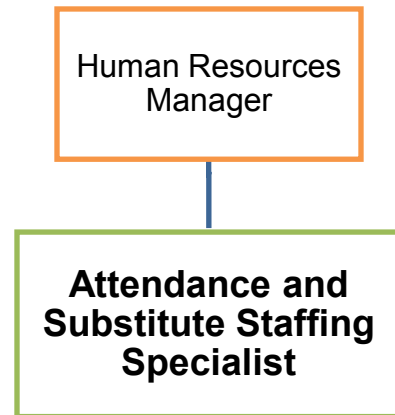 Human Resources
Manager
Attendance and
Substitute Staffing
Specialist